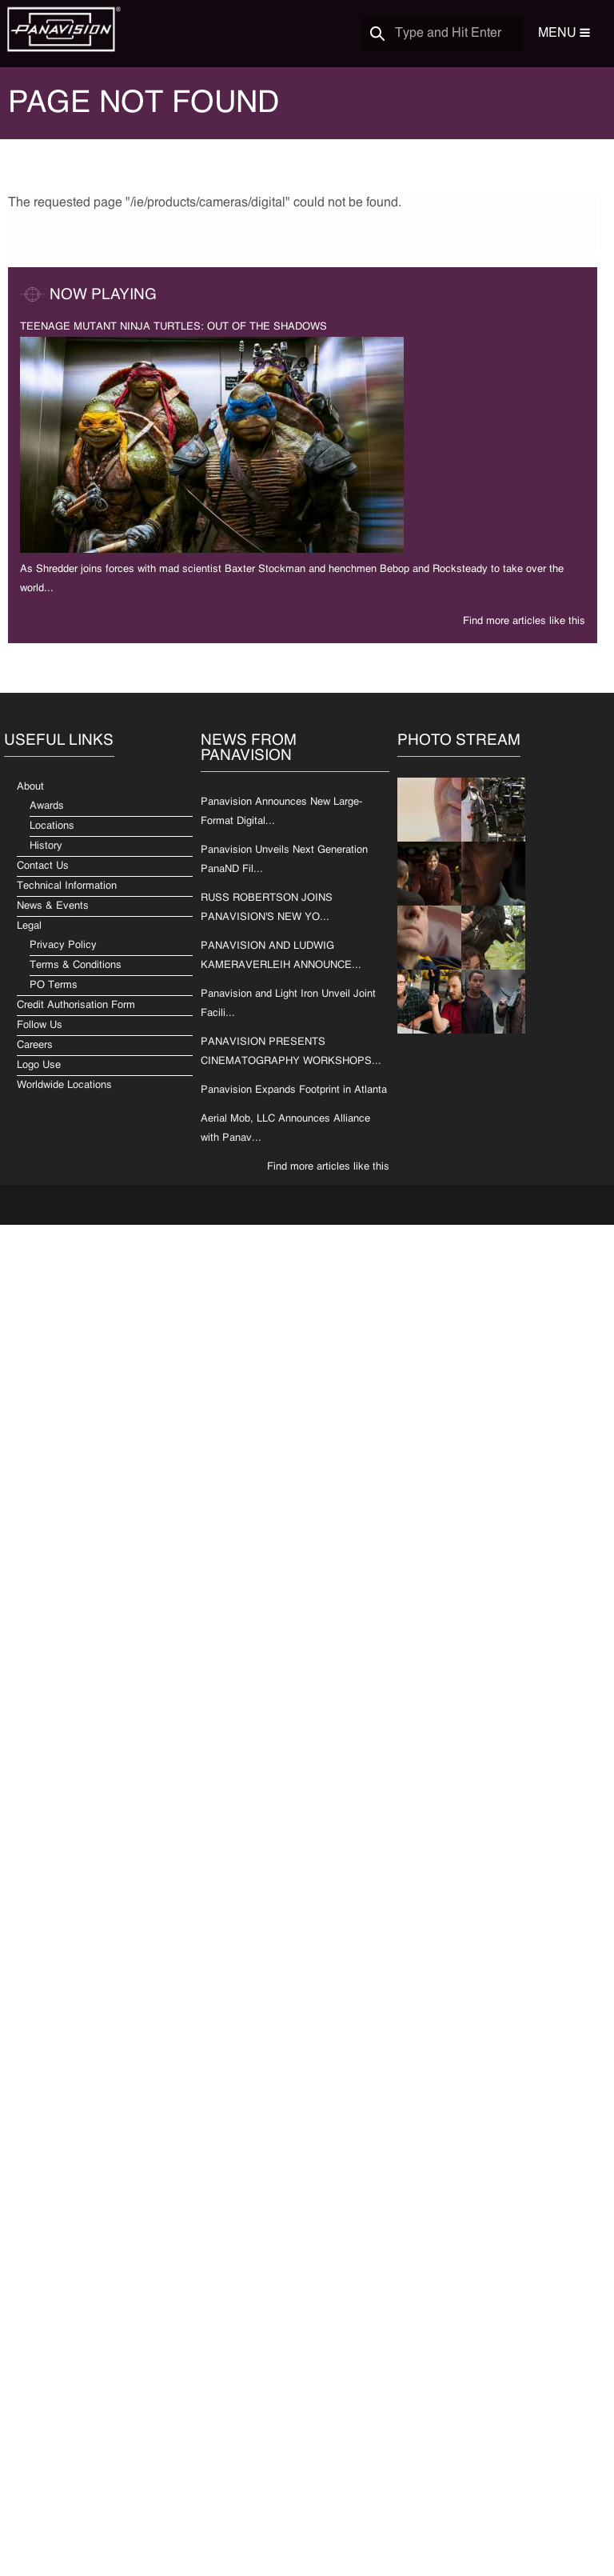 PANAVISION®
Type and Hit Enter
MENU
PAGE NOT FOUND
The requested page "/ie/products/cameras/digital" could not be found.
NOW PLAYING
TEENAGE MUTANT NINJA TURTLES: OUT OF THE SHADOWS
As Shredder joins forces with mad scientist Baxter Stockman and henchmen Bebop and Rocksteady to take over the
world...
Find more articles like this
USEFUL LINKS
About
Awards
Locations
History
Contact Us
Technical Information
News & Events
Legal
Privacy Policy
Terms & Conditions
PO Terms
Credit Authorisation Form
Follow Us
Careers
Logo Use
Worldwide Locations
NEWS FROM
PANAVISION
Panavision Announces New Large-
Format Digital...
Panavision Unveils Next Generation
PanaND Fil...
RUSS ROBERTSON JOINS
PANAVISION'S NEW YO...
PANAVISION AND LUDWIG
KAMERAVERLEIH ANNOUNCE...
Panavision and Light Iron Unveil Joint
Facili...
PANAVISION PRESENTS
CINEMATOGRAPHY WORKSHOPS...
Panavision Expands Footprint in Atlanta
Aerial Mob, LLC Announces Alliance
with Panav...
Find more articles like this
PHOTO STREAM